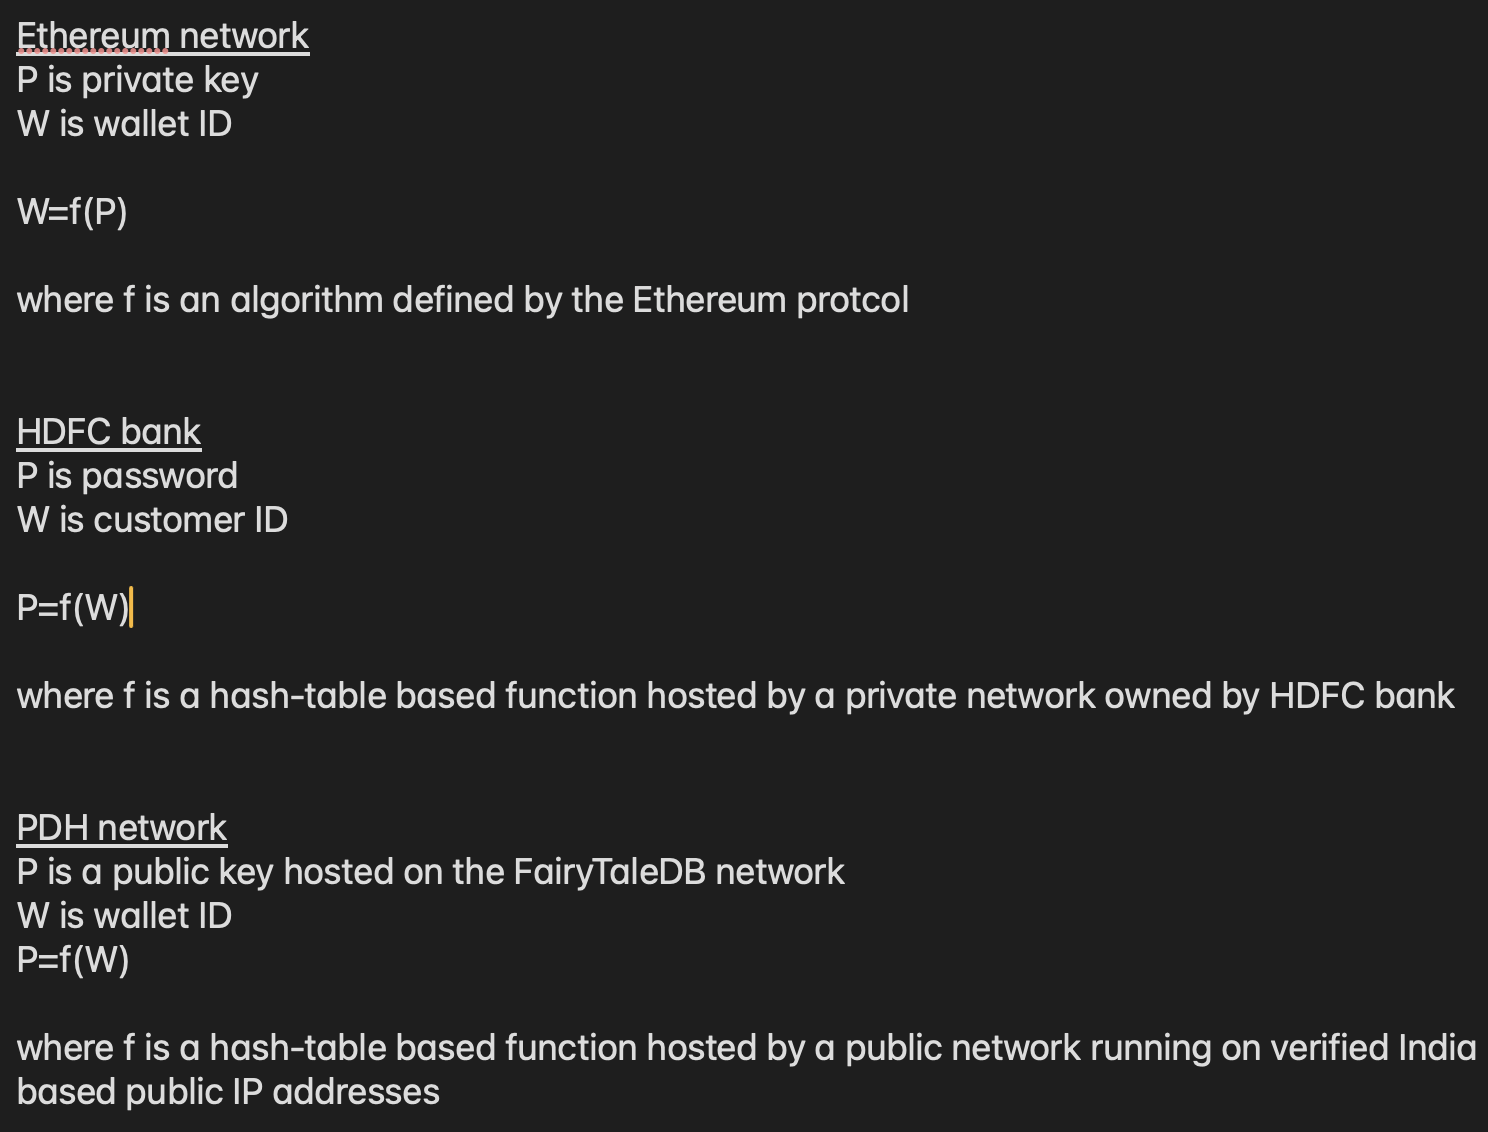 Ethereum network
P is private key
W is wallet ID
W=f(P)
where f is an algorithm defined by the Ethereum protcol
HDFC bank
P is password
W is customer ID
P=f(W)
where f is a hash-table based function hosted by a private network owned by HDFC bank
PDH network
P is a public key hosted on the FairyTaleDB network
W is wallet ID
P=f(W)
where f is a hash-table based function hosted by a public network running on verified India
based public IP addresses